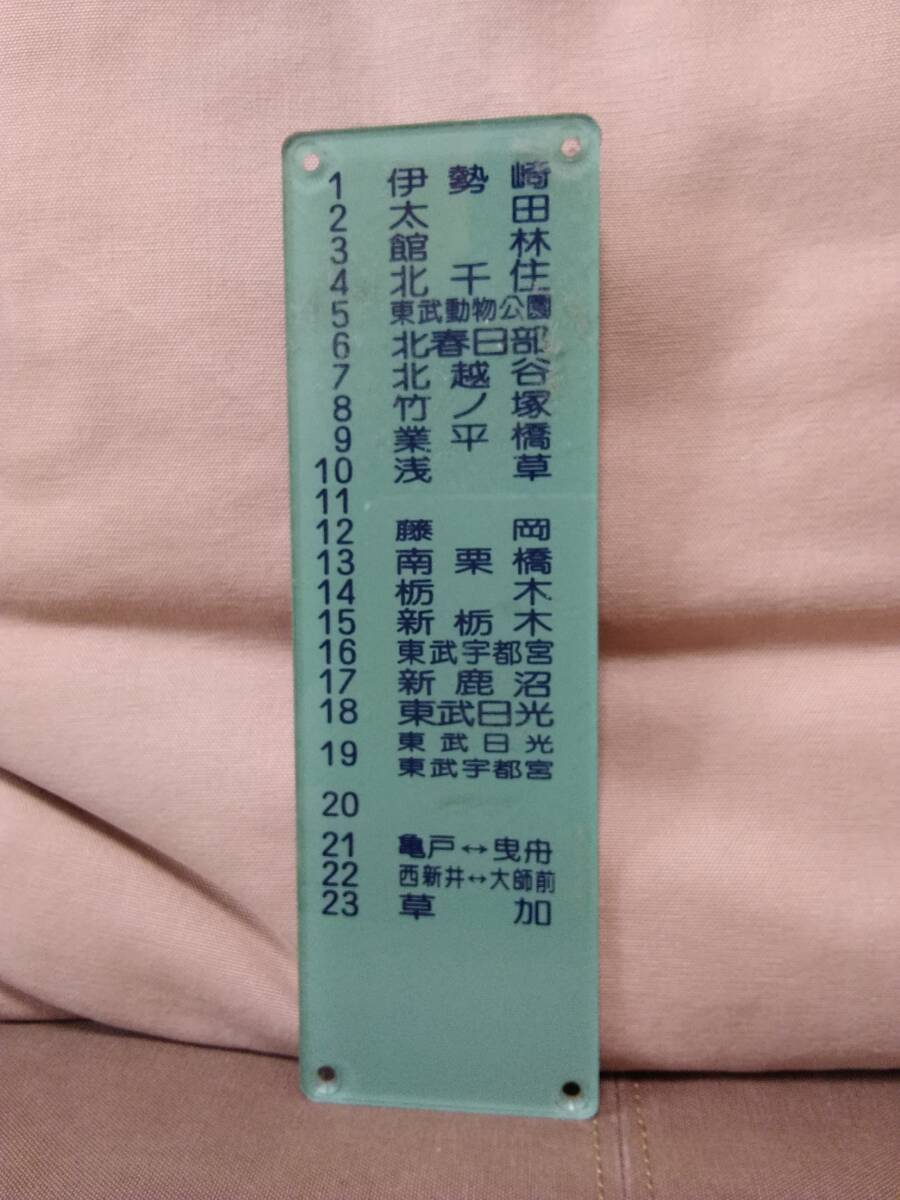 1 伊勢崎
2 太田
3 館林
4 北千住
5 東武動物公園
6 北春日部
7 北越谷
8 竹ノ塚
9 業平橋
10 浅草
11
12 藤岡
13 南栗橋
14 栃木
15 新栃木
16 東武宇都宮
17 新鹿沼
18 東武日光
19 東武日光
東武宇都宮
20
21 亀戸↔曳舟
22 西新井↔大師前
23 草加